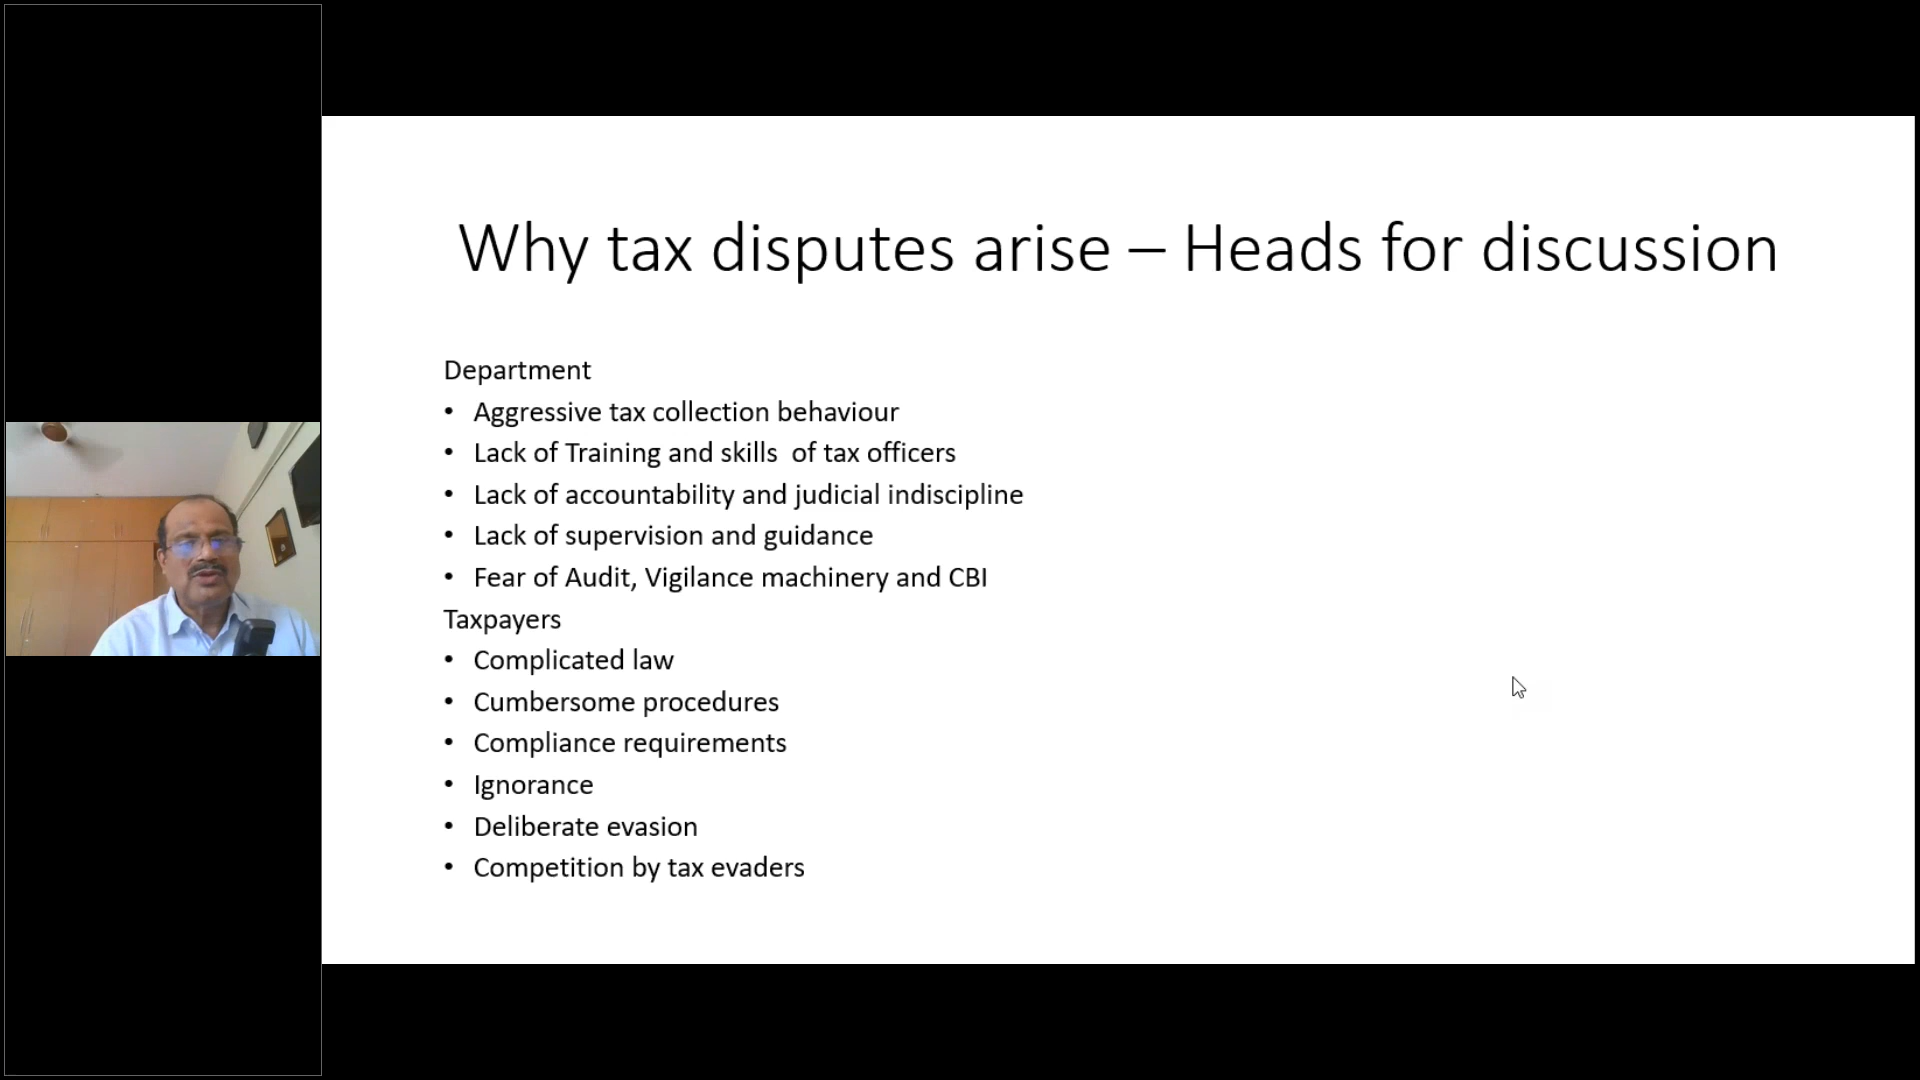 Why tax disputes arise – Heads for discussion
Department
• Aggressive tax collection behaviour
• Lack of Training and skills  of tax officers
• Lack of accountability and judicial indiscipline
• Lack of supervision and guidance
• Fear of Audit, Vigilance machinery and CBI
Taxpayers
• Complicated law
• Cumbersome procedures
• Compliance requirements
• Ignorance
• Deliberate evasion
• Competition by tax evaders